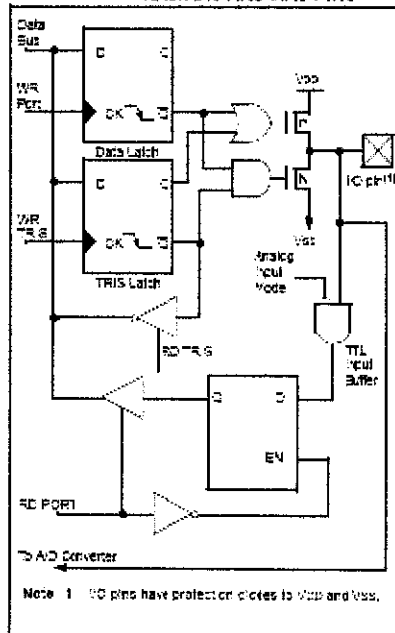 Data
Bus
D Q
VDD
WR
Port
CK Q
P
Data Latch
N
I/O pin(1)
D Q
WR
TRIS
CK Q
VSS
TRIS Latch
Analog
Input
Mode
RD TRIS
TTL
Input
Buffer
Q D
EN
RD PORT
To A/D Converter
Note 1 I/O pins have protection diodes to VDD and VSS.